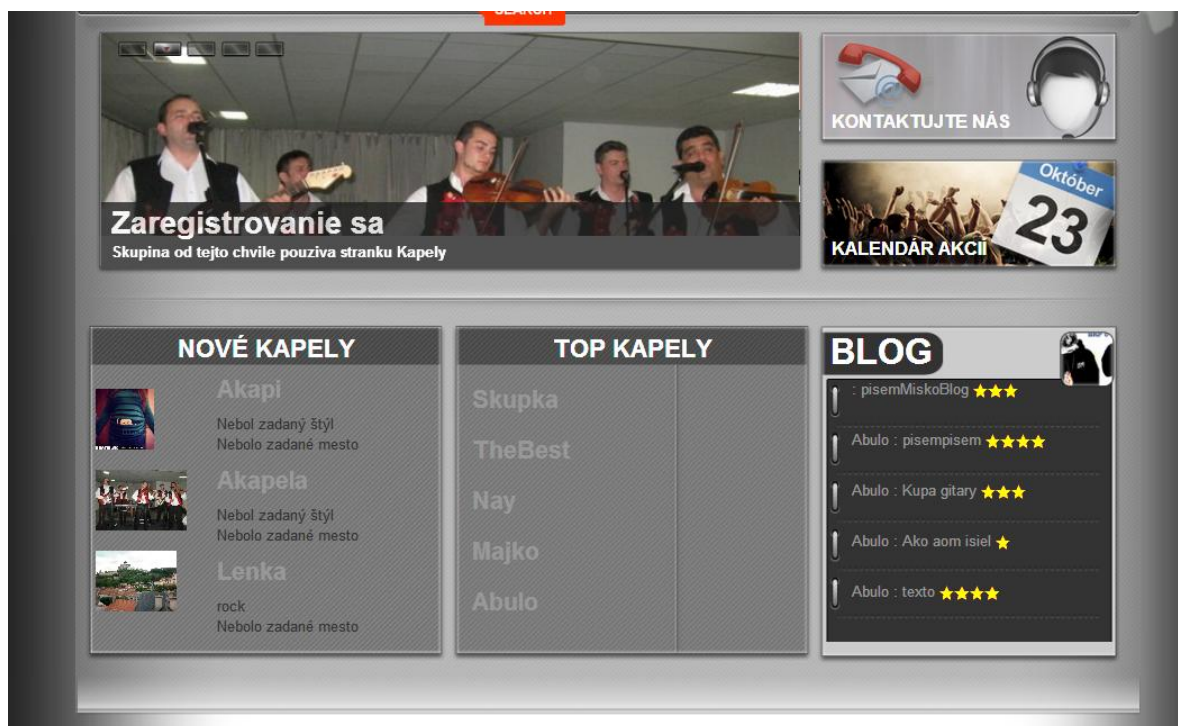 SEARCH
Zaregistrovanie sa
Skupina od tejto chvile pouziva stranku Kapely
KONTAKTUJTE NÁS
Október
23
KALENDÁR AKCIÍ
NOVÉ KAPELY
Akapi
Nebol zadaný štýl
Nebolo zadané mesto
Akapela
Nebol zadaný štýl
Nebolo zadané mesto
Lenka
rock
Nebolo zadané mesto
TOP KAPELY
Skupka
TheBest
Nay
Majko
Abulo
BLOG
: pisemMiskoBlog
Abulo : pisempisem
Abulo : Kupa gitary
Abulo : Ako aom isiel
Abulo : texto